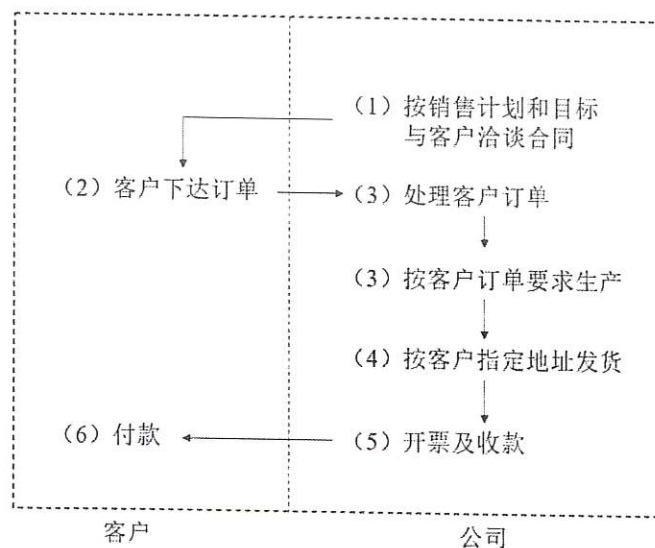 (1) 按销售计划和目标
与客户洽谈合同
(2) 客户下达订单
(3) 处理客户订单
(3) 按客户订单要求生产
(4) 按客户指定地址发货
(6) 付款
(5) 开票及收款
客户
公司